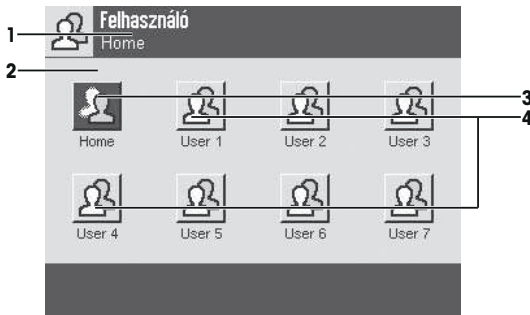 Felhasználó
1 Home
2
3
4
Home User 1 User 2 User 3
User 4 User 5 User 6 User 7